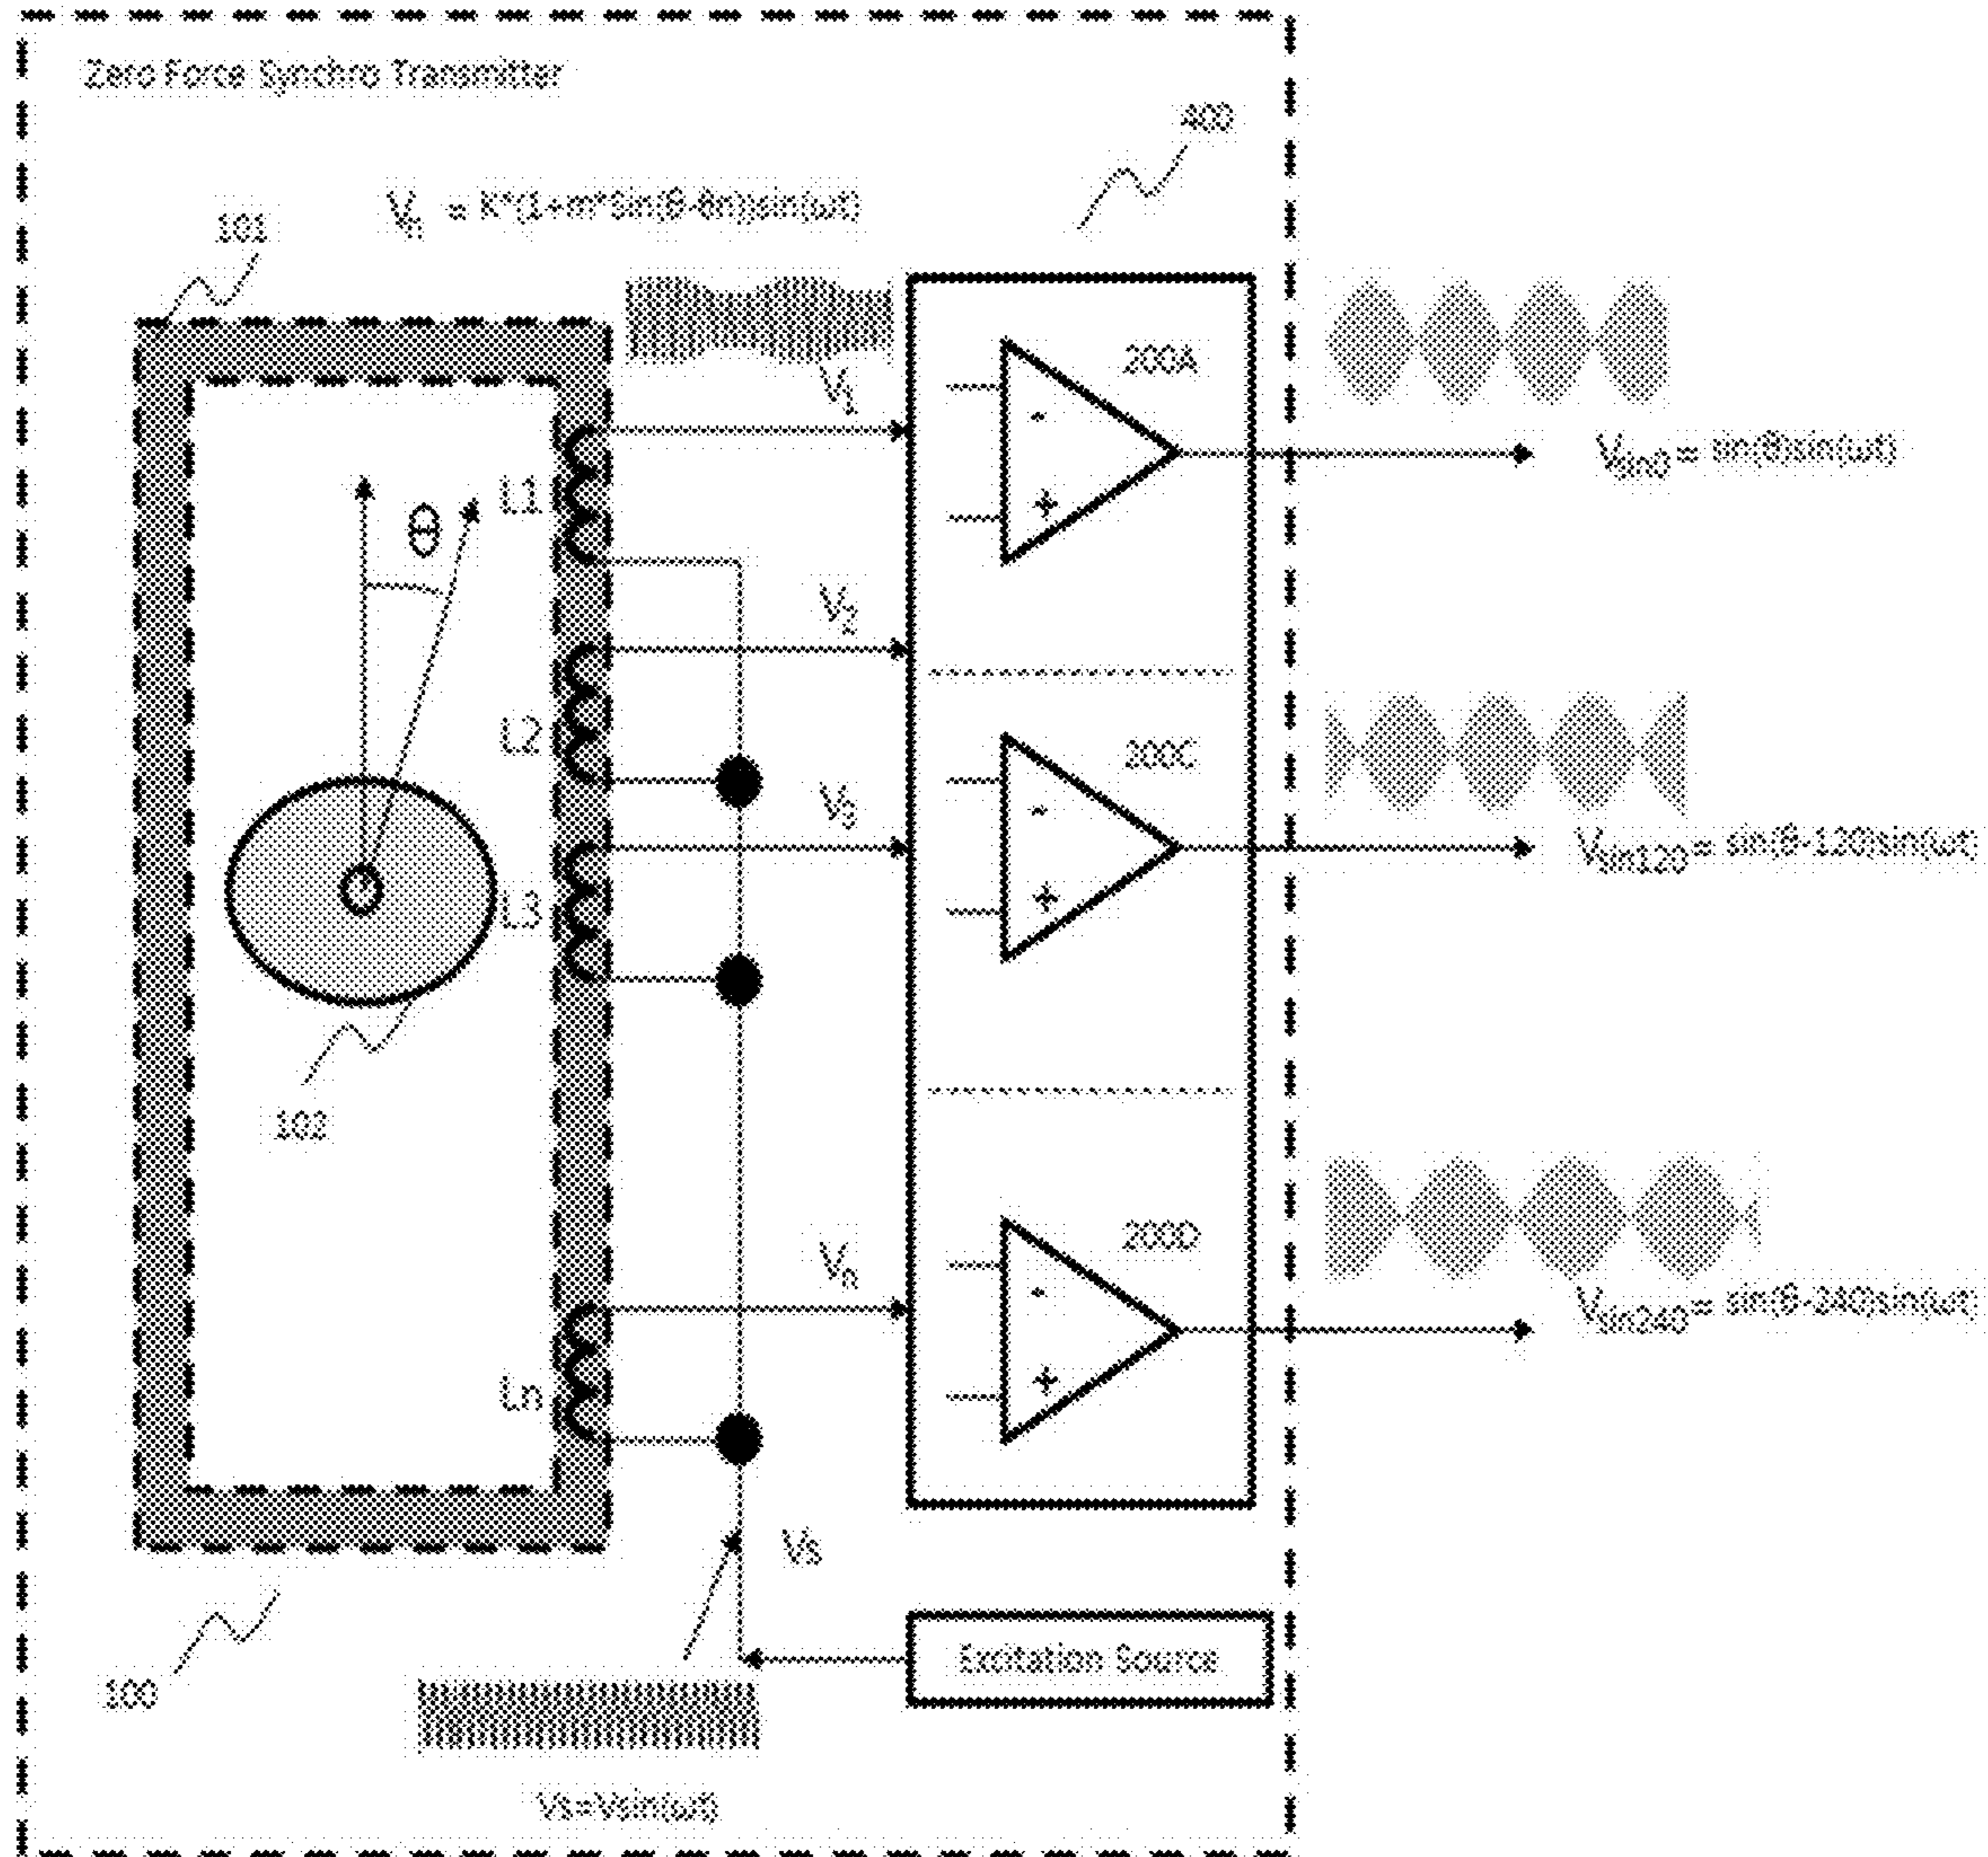 Zero Force Synchro Transmitter
400
101
Vn = K*(1+m*Sin(θ-θn)sin(ωt)
V1
200A
Vsin0= sin(θ)sin(ωt)
L1
θ
V2
L2
200C
V3
Vsin120= sin(θ-120)sin(ωt)
L3
102
200D
Vn
Vsin240= sin(θ-240)sin(ωt)
Ln
Vs
Excitation Source
100
Vs=Vsin(ωt)
-
+
-
+
-
+